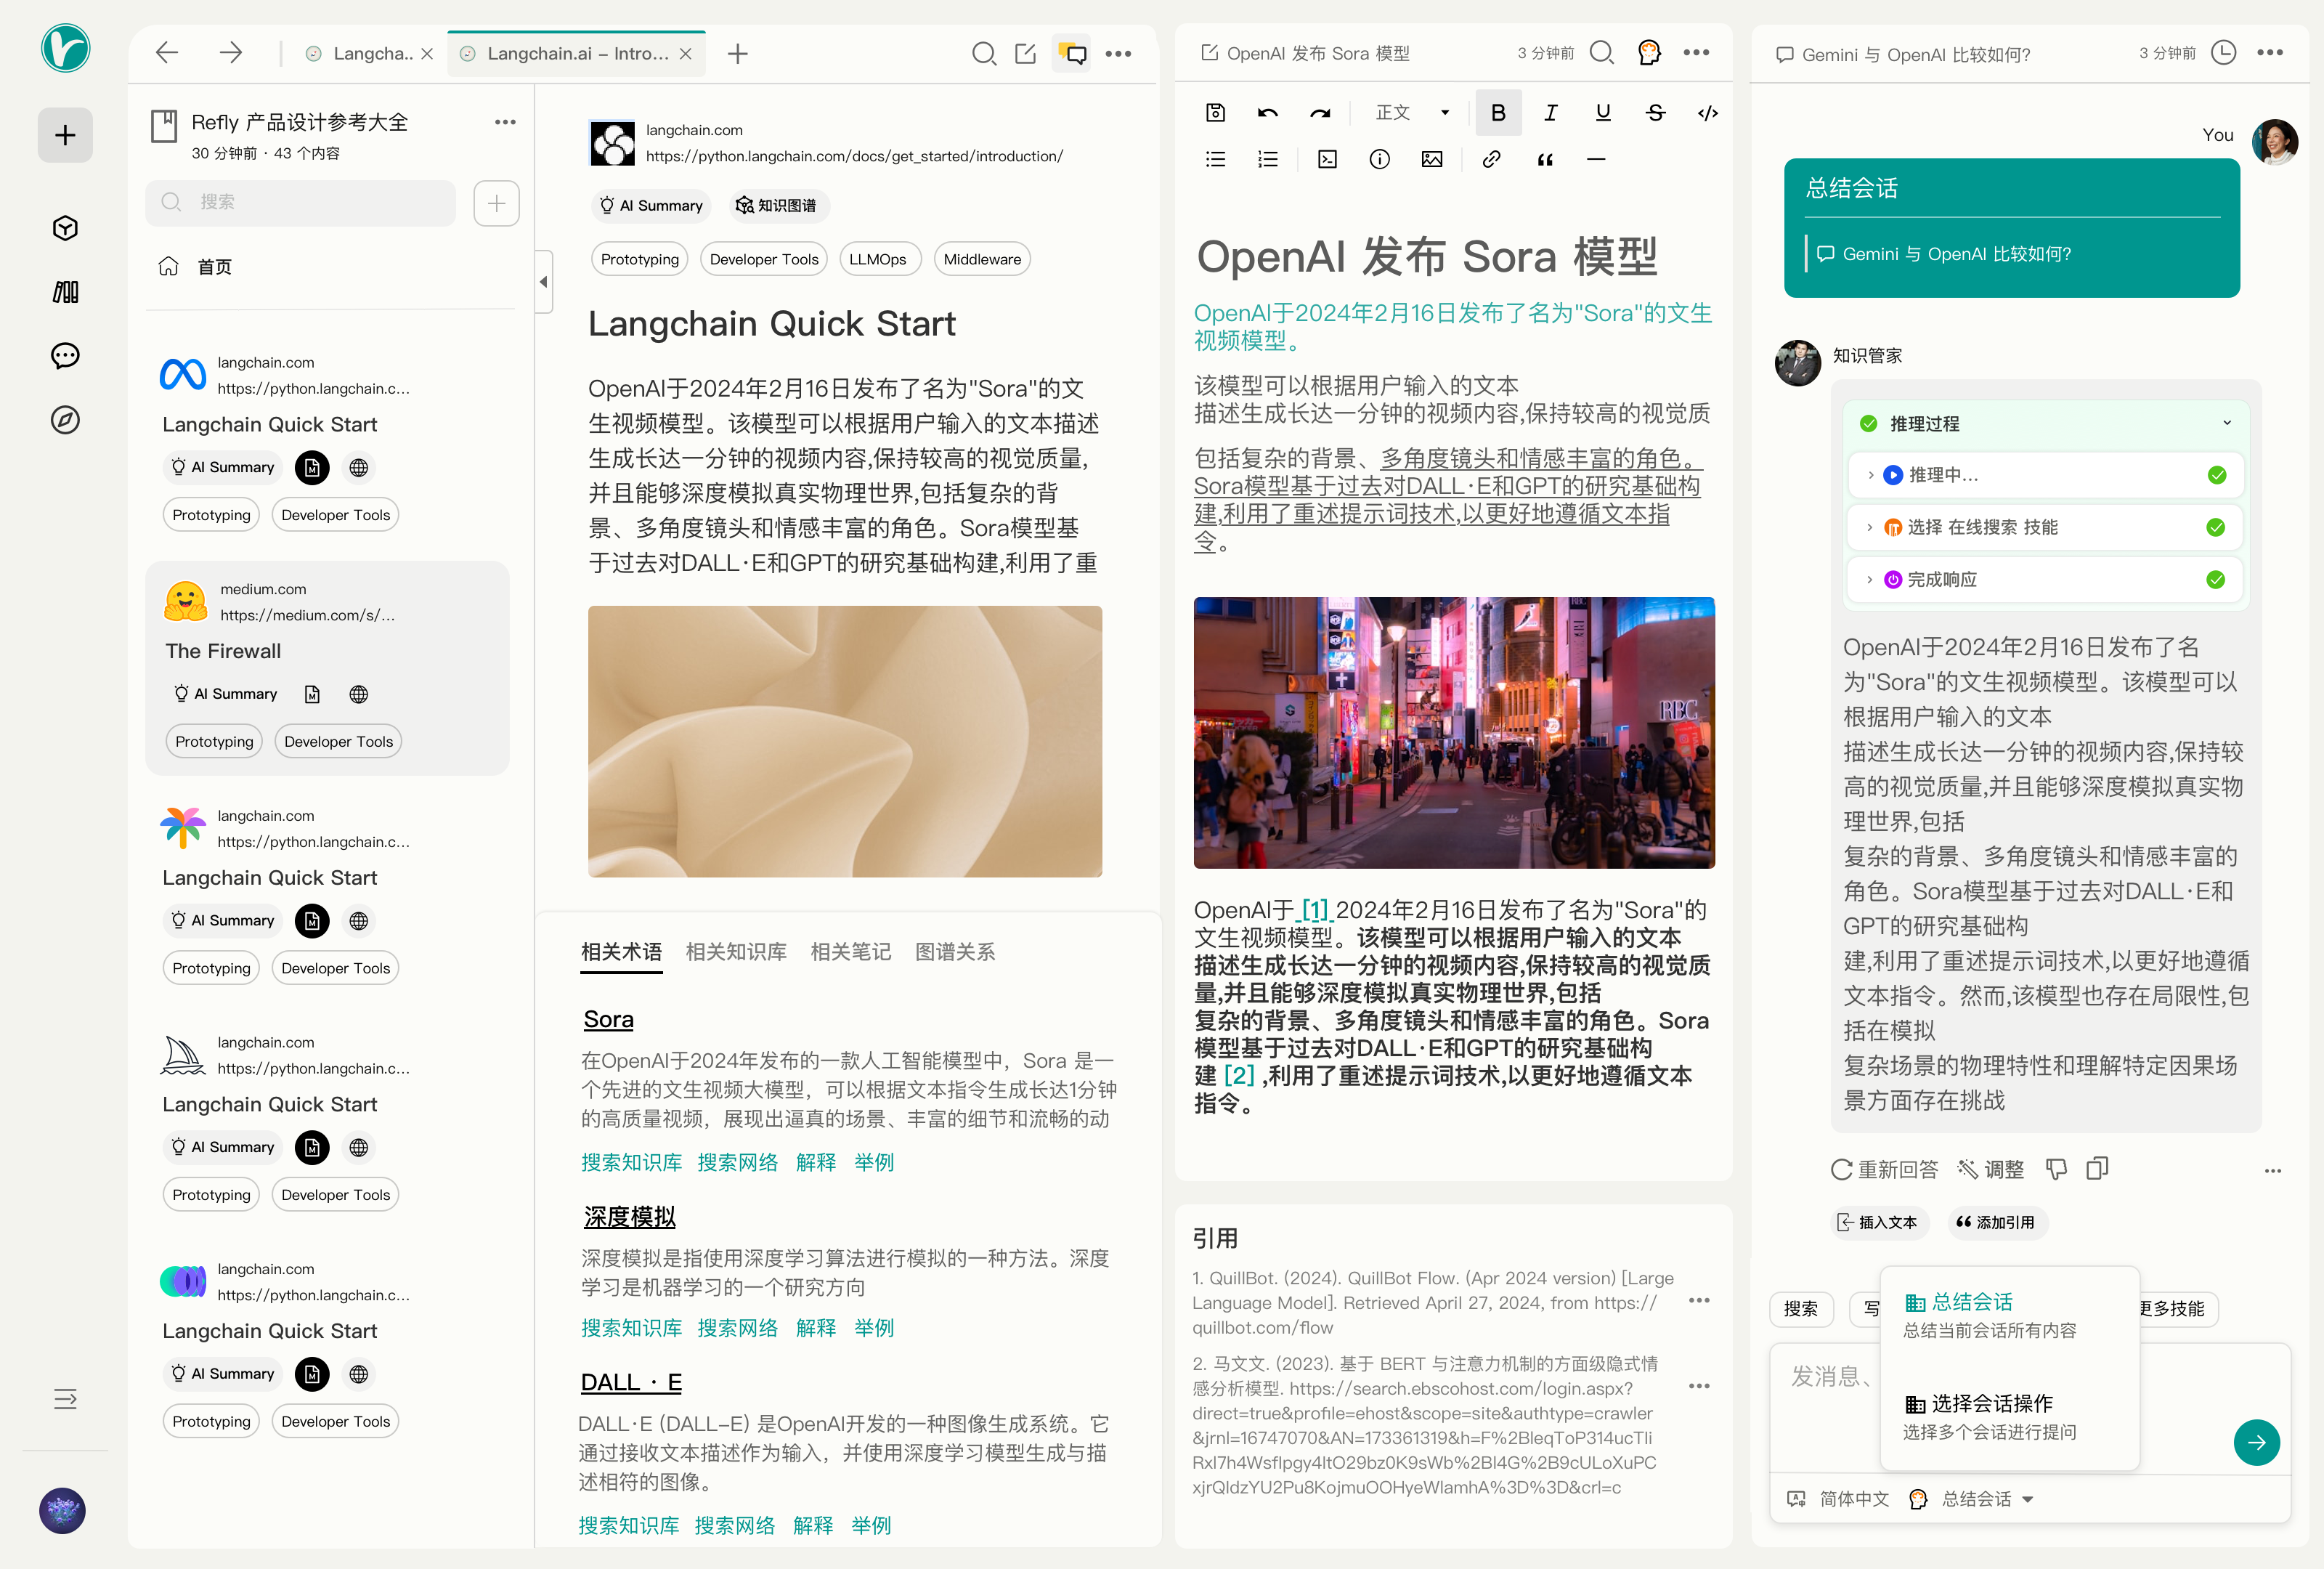 Langcha..
Langchain.ai – Intro...
Refly 产品设计参考大全
30 分钟前 · 43 个内容
搜索
首页
langchain.com
https://python.langchain.c...
Langchain Quick Start
AI Summary
Prototyping
Developer Tools
medium.com
https://medium.com/s/...
The Firewall
AI Summary
Prototyping
Developer Tools
langchain.com
https://python.langchain.c...
Langchain Quick Start
AI Summary
Prototyping
Developer Tools
langchain.com
https://python.langchain.c...
Langchain Quick Start
AI Summary
Prototyping
Developer Tools
langchain.com
https://python.langchain.c...
Langchain Quick Start
AI Summary
Prototyping
Developer Tools
langchain.com
https://python.langchain.com/docs/get_started/introduction/
AI Summary
知识图谱
Prototyping
Developer Tools
LLMOps
Middleware
Langchain Quick Start
OpenAI于2024年2月16日发布了名为"Sora"的文
生视频模型。该模型可以根据用户输入的文本描述
生成长达一分钟的视频内容,保持较高的视觉质量,
并且能够深度模拟真实物理世界,包括复杂的背
景、多角度镜头和情感丰富的角色。Sora模型基
于过去对DALL·E和GPT的研究基础构建,利用了重
相关术语
相关知识库
相关笔记
图谱关系
Sora
在OpenAI于2024年发布的一款人工智能模型中，Sora 是一
个先进的文生视频大模型，可以根据文本指令生成长达1分钟
的高质量视频，展现出逼真的场景、丰富的细节和流畅的动
搜索知识库 搜索网络 解释 举例
深度模拟
深度模拟是指使用深度学习算法进行模拟的一种方法。深度
学习是机器学习的一个研究方向
搜索知识库 搜索网络 解释 举例
DALL · E
DALL·E (DALL–E) 是OpenAI开发的一种图像生成系统。它
通过接收文本描述作为输入，并使用深度学习模型生成与描
述相符的图像。
搜索知识库 搜索网络 解释 举例
OpenAI 发布 Sora 模型
3 分钟前
正文
OpenAI 发布 Sora 模型
OpenAI于2024年2月16日发布了名为"Sora"的文生
视频模型。
该模型可以根据用户输入的文本
描述生成长达一分钟的视频内容,保持较高的视觉质
包括复杂的背景、多角度镜头和情感丰富的角色。
Sora模型基于过去对DALL·E和GPT的研究基础构
建,利用了重述提示词技术,以更好地遵循文本指
令。
RBC
OpenAI于 [1] 2024年2月16日发布了名为"Sora"的
文生视频模型。该模型可以根据用户输入的文本
描述生成长达一分钟的视频内容,保持较高的视觉质
量,并且能够深度模拟真实物理世界,包括
复杂的背景、多角度镜头和情感丰富的角色。Sora
模型基于过去对DALL·E和GPT的研究基础构
建 [2] ,利用了重述提示词技术,以更好地遵循文本
指令。
引用
1. QuillBot. (2024). QuillBot Flow. (Apr 2024 version) [Large
Language Model]. Retrieved April 27, 2024, from https://
quillbot.com/flow
2. 马文文. (2023). 基于 BERT 与注意力机制的方面级隐式情
感分析模型. https://search.ebscohost.com/login.aspx?
direct=true&profile=ehost&scope=site&authtype=crawler
&jrnl=16747070&AN=173361319&h=F%2BleqToP314ucTli
Rxl7h4Wsflpgy4ltO29bz0K9sWb%2Bl4G%2B9cULoXuPC
xjrQldzYU2Pu8KojmuOOHyeWlamhA%3D%3D&crl=c
Gemini 与 OpenAI 比较如何?
3 分钟前
You
总结会话
Gemini 与 OpenAI 比较如何?
知识管家
推理过程
推理中...
选择 在线搜索 技能
完成响应
OpenAI于2024年2月16日发布了名
为"Sora"的文生视频模型。该模型可以
根据用户输入的文本
描述生成长达一分钟的视频内容,保持较
高的视觉质量,并且能够深度模拟真实物
理世界,包括
复杂的背景、多角度镜头和情感丰富的
角色。Sora模型基于过去对DALL·E和
GPT的研究基础构
建,利用了重述提示词技术,以更好地遵循
文本指令。然而,该模型也存在局限性,包
括在模拟
复杂场景的物理特性和理解特定因果场
景方面存在挑战
重新回答
调整
插入文本
添加引用
搜索
写
更多技能
总结会话
总结当前会话所有内容
选择会话操作
选择多个会话进行提问
发消息、
简体中文
总结会话